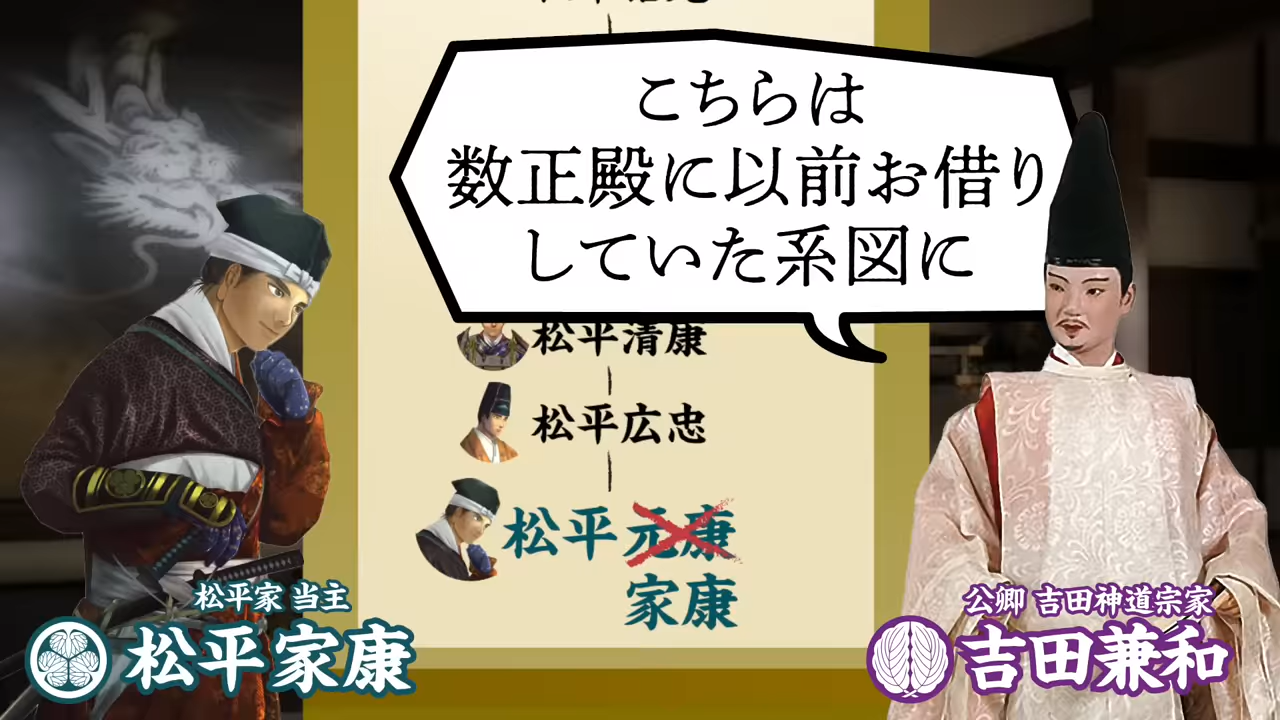 こちらは
数正殿に以前お借り
していた系図に
松平清康
松平広忠
松平元康
家康
松平家 当主
松平家康
公卿 吉田神道宗家
吉田兼和